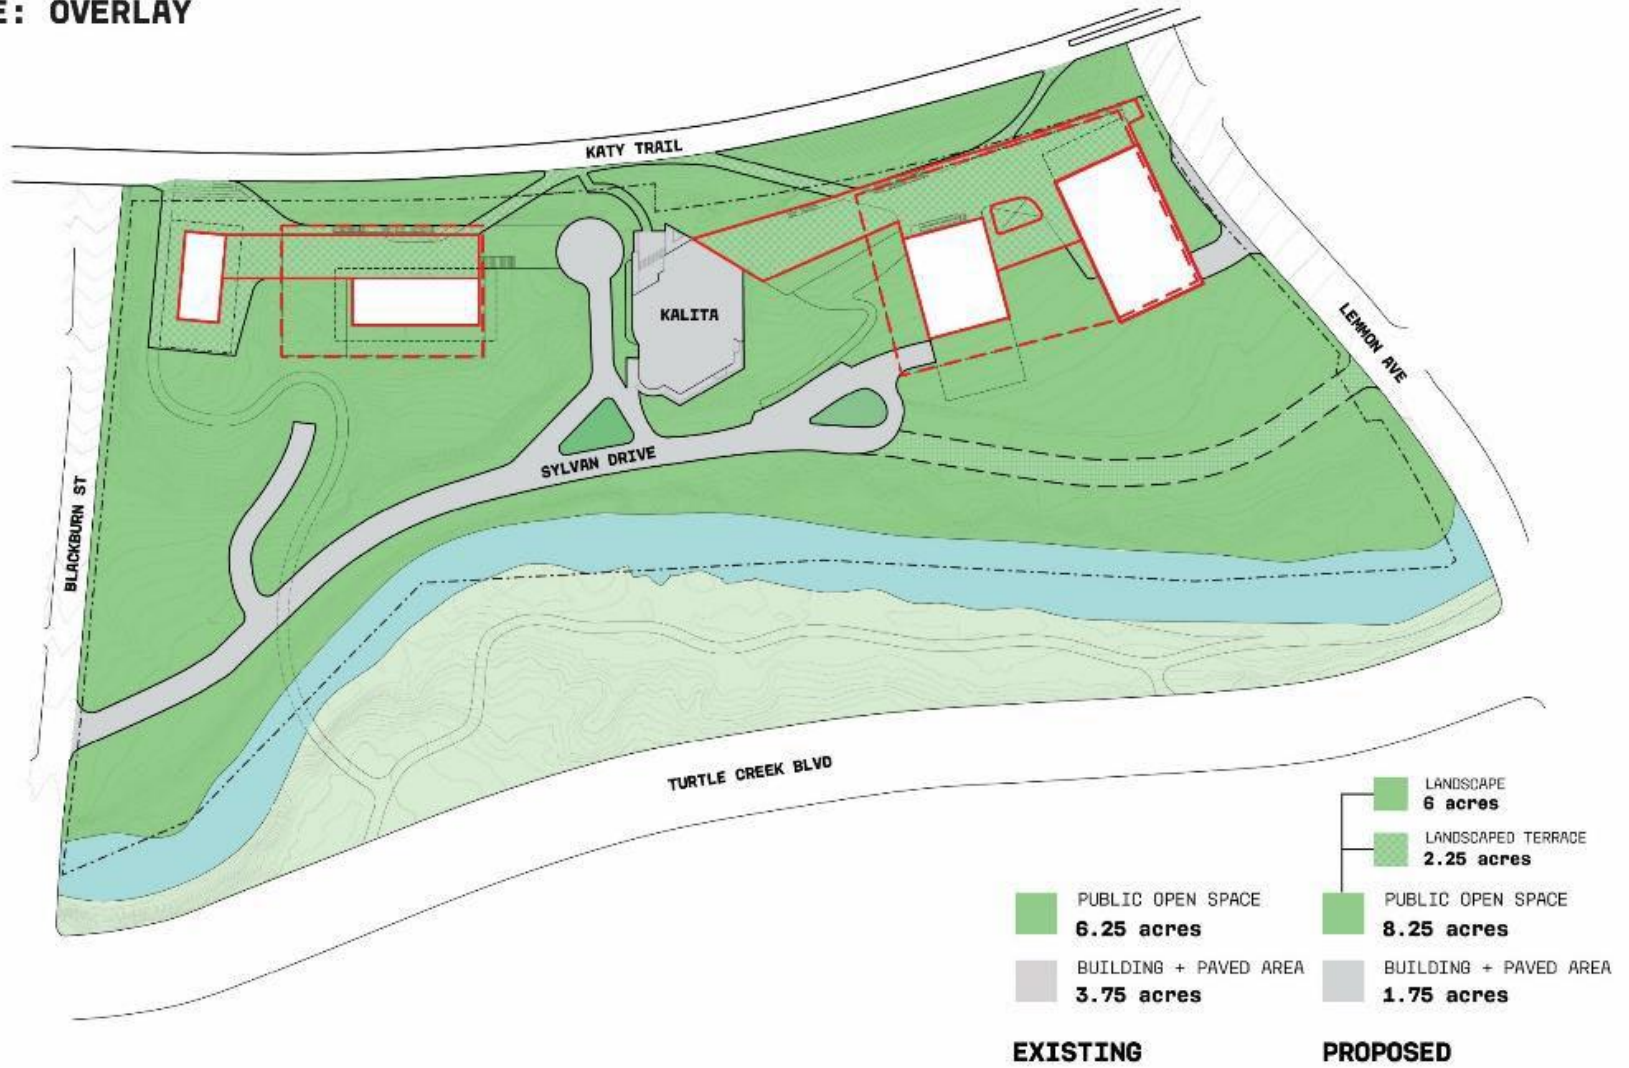 E: OVERLAY
KATY TRAIL
KALITA
LEMMON AVE
SYLVAN DRIVE
BLACKBURN ST
TURTLE CREEK BLVD
LANDSCAPE
6 acres
LANDSCAPED TERRACE
2.25 acres
PUBLIC OPEN SPACE
6.25 acres
BUILDING + PAVED AREA
3.75 acres
EXISTING
PUBLIC OPEN SPACE
8.25 acres
BUILDING + PAVED AREA
1.75 acres
PROPOSED